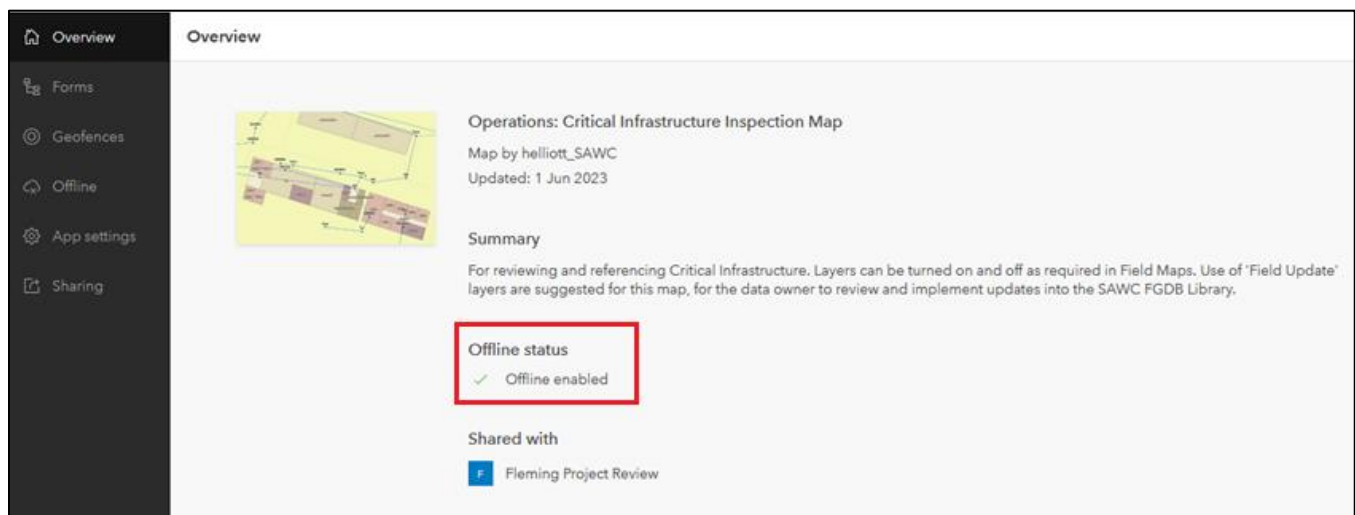 Overview
Forms
Geofences
Offline
App settings
Sharing
Overview
Operations: Critical Infrastructure Inspection Map
Map by helliott_SAWC
Updated: 1 Jun 2023
Summary
For reviewing and referencing Critical Infrastructure. Layers can be turned on and off as required in Field Maps. Use of 'Field Update'
layers are suggested for this map, for the data owner to review and implement updates into the SAWC FGDB Library.
Offline status
Offline enabled
Shared with
F Fleming Project Review